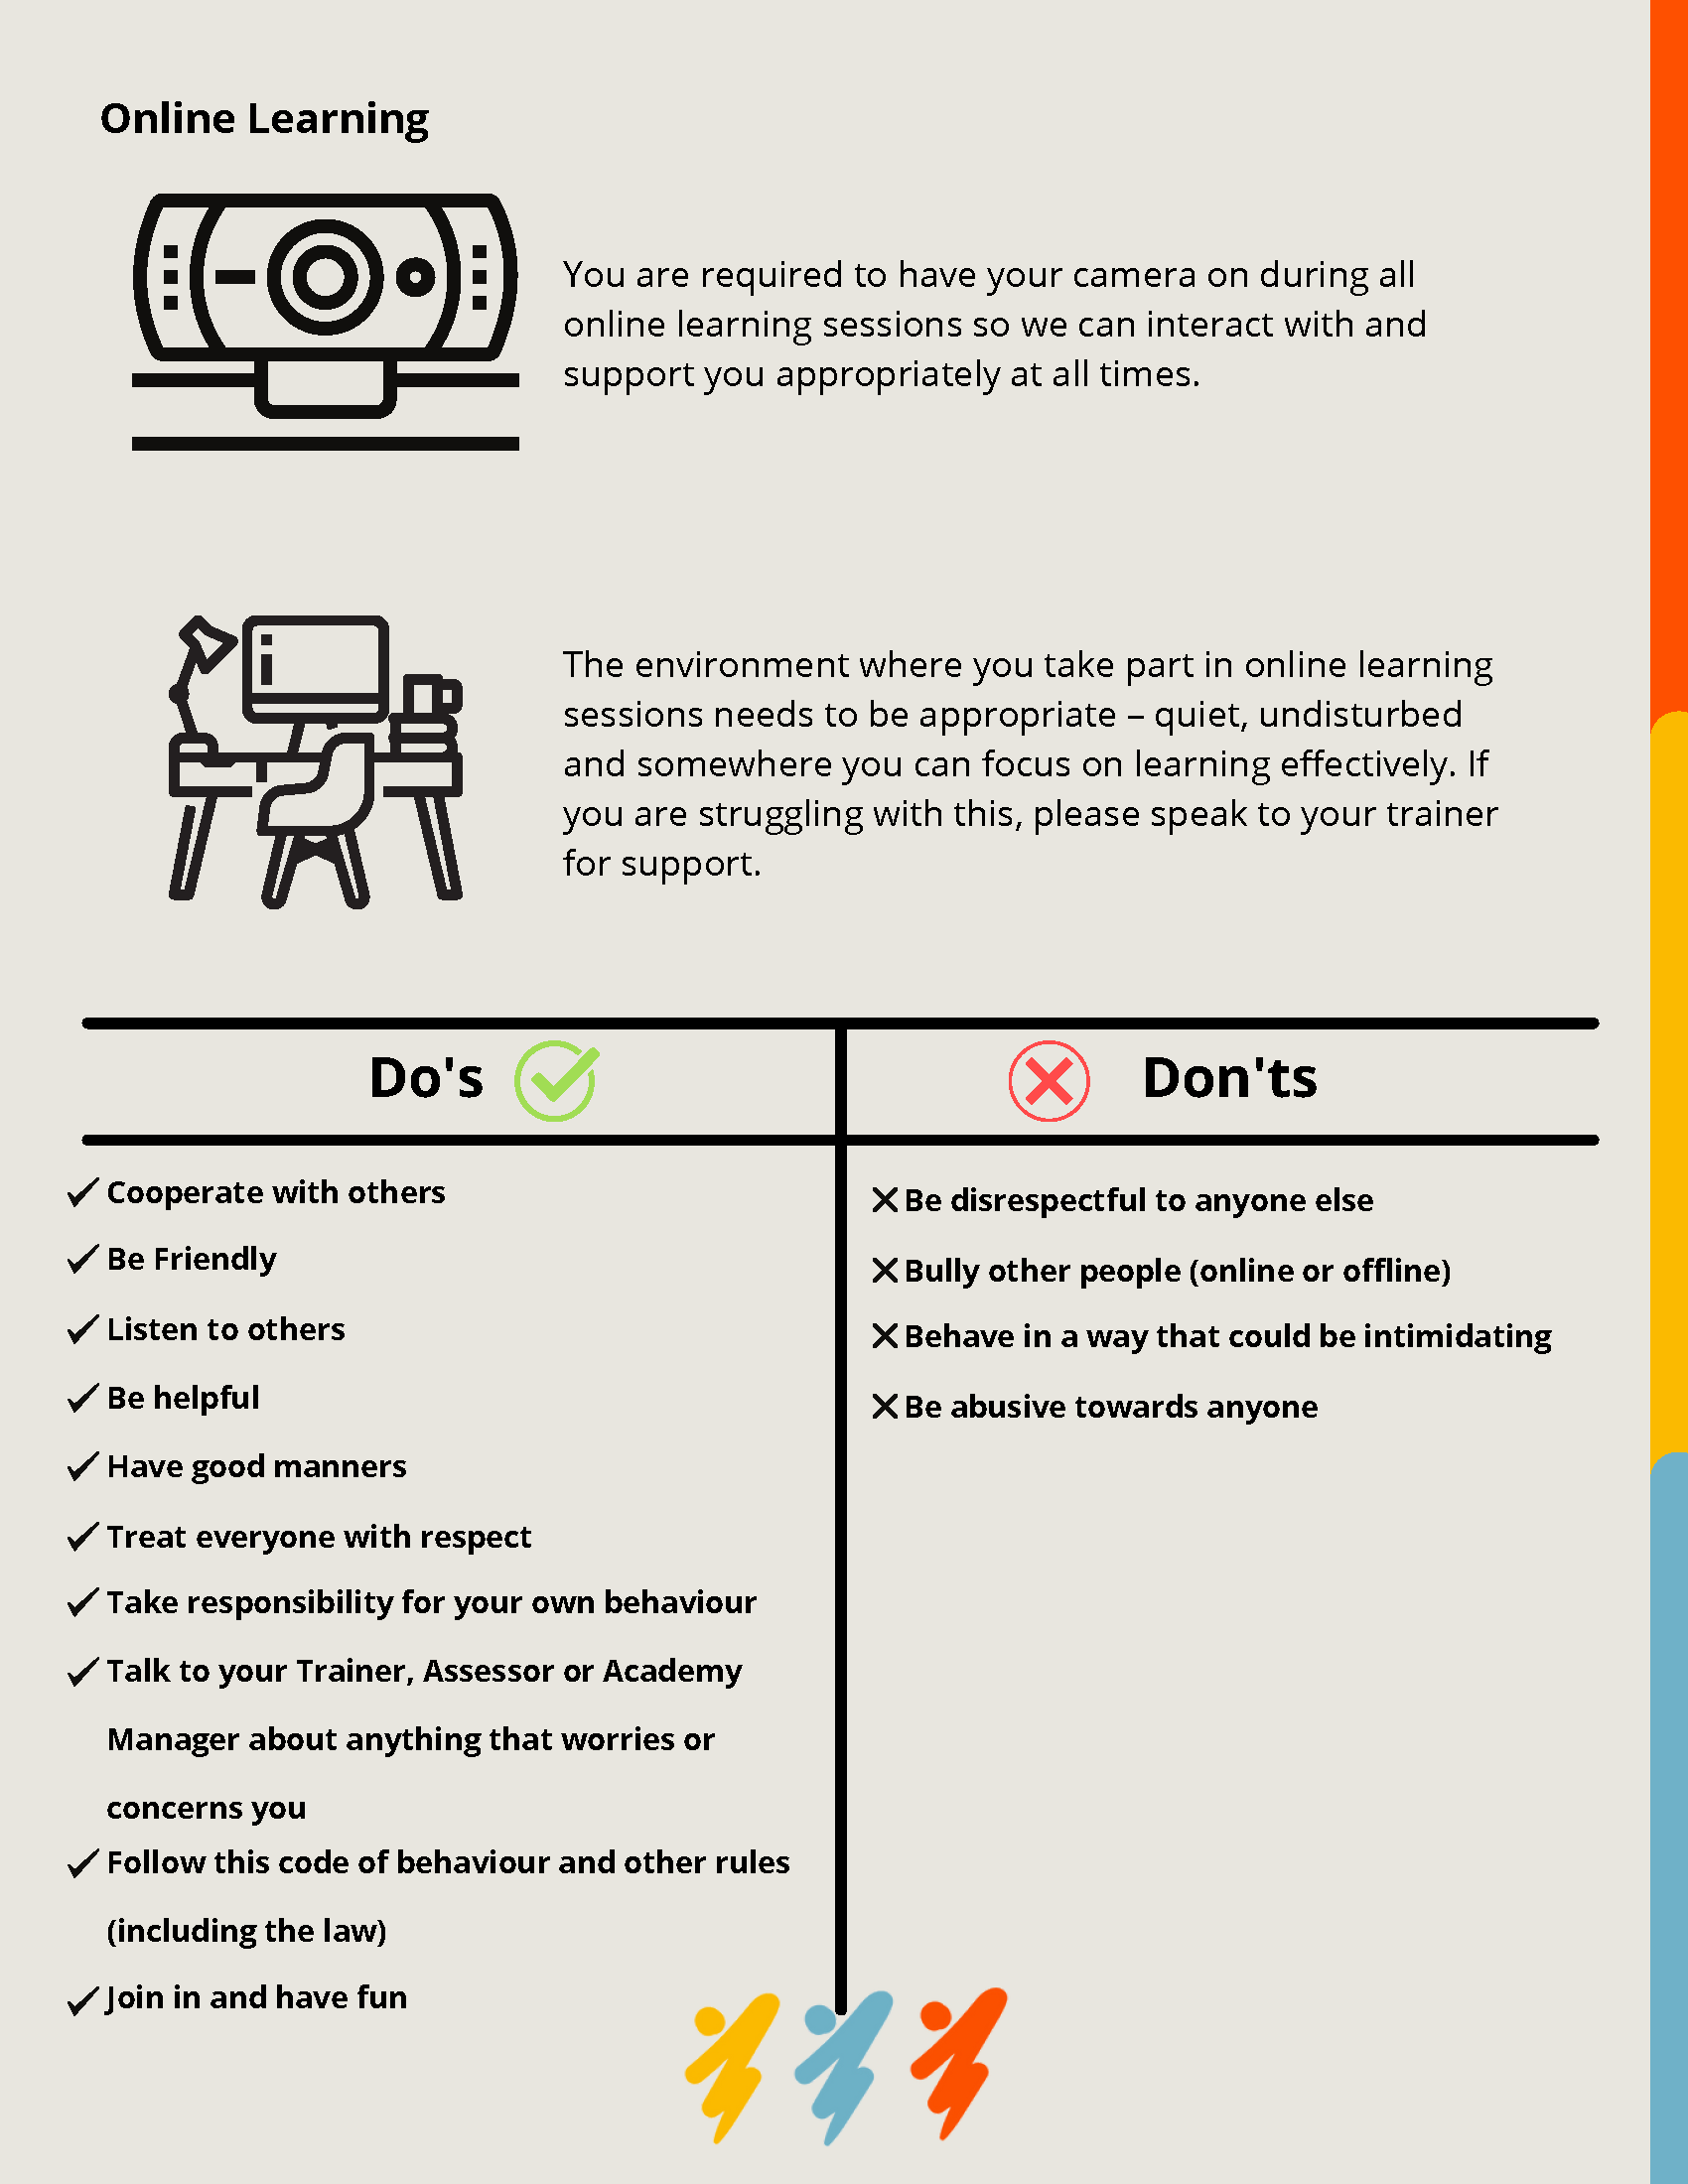 Online Learning
You are required to have your camera on during all
online learning sessions so we can interact with and
support you appropriately at all times.
The environment where you take part in online learning
sessions needs to be appropriate – quiet, undisturbed
and somewhere you can focus on learning effectively. If
you are struggling with this, please speak to your trainer
for support.
Do's
Don'ts
Cooperate with others
Be Friendly
Listen to others
Be helpful
Have good manners
Treat everyone with respect
Take responsibility for your own behaviour
Talk to your Trainer, Assessor or Academy
Manager about anything that worries or
concerns you
Follow this code of behaviour and other rules
(including the law)
Join in and have fun
Be disrespectful to anyone else
Bully other people (online or offline)
Behave in a way that could be intimidating
Be abusive towards anyone